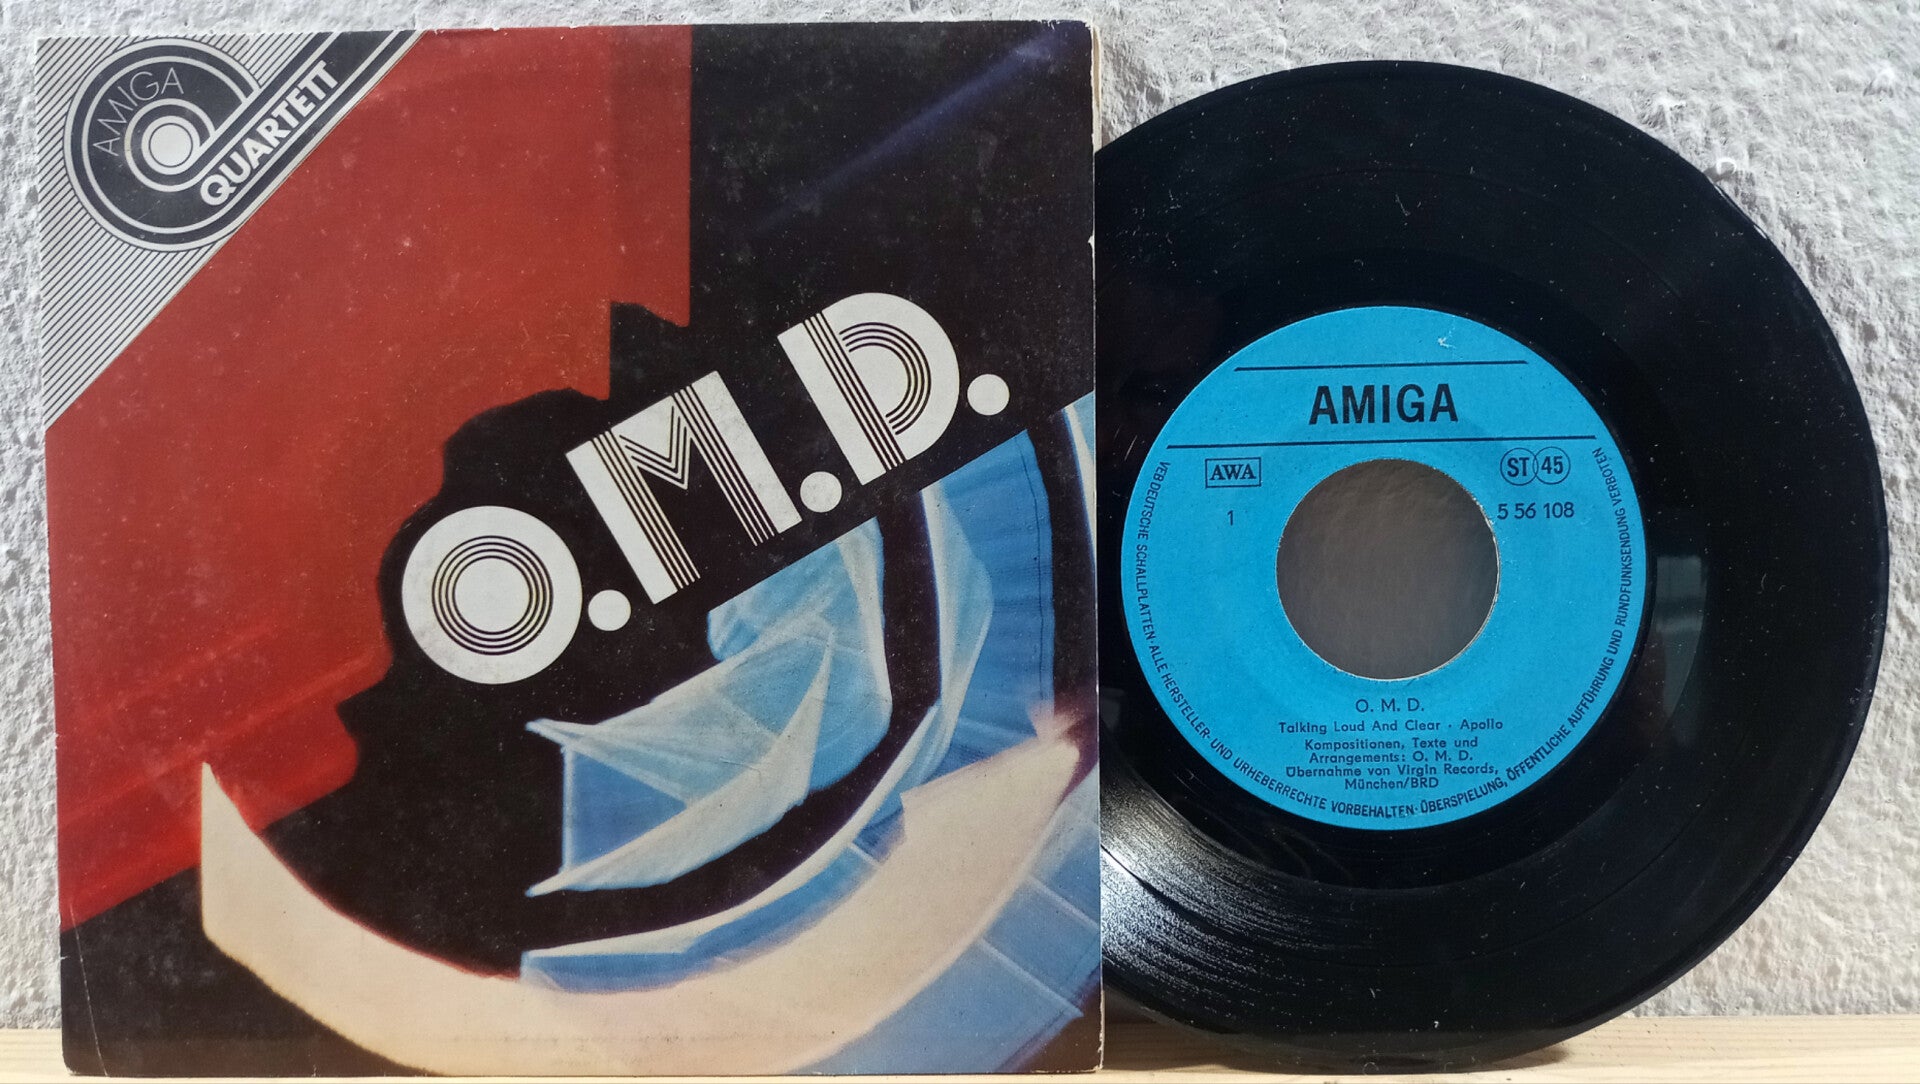 AMIGA
QUARTETT
O.M.D.
AMIGA
AWA
ST 45
1
5 56 108
O. M. D.
Talking Loud And Clear · Apollo
Kompositionen, Texte und
Arrangements: O. M. D.
Übernahme von Virgin Records,
München/BRD
VEB DEUTSCHE SCHALLPLATTEN · ALLE HERSTELLER- UND URHEBERRECHTE VORBEHALTEN · ÜBERSPIELUNG, ÖFFENTLICHE AUFFÜHRUNG UND RUNDFUNKSENDUNG VERBOTEN